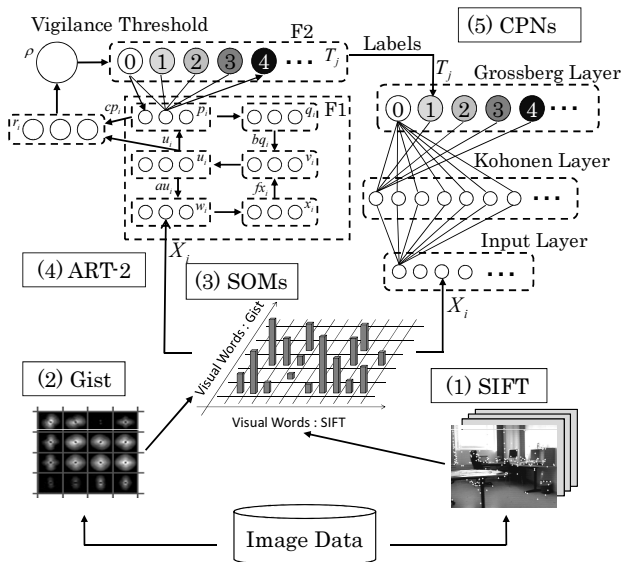 Vigilance Threshold
F2
(5) CPNs
ρ
0 1 2 3 4 ··· T_j
Labels
T_j
Grossberg Layer
0 1 2 3 4 ···
cp_i
p_i
q_i
F1
r_i
u_i
bq_i
u_i
v_i
Kohonen Layer
au_i
fx_i
w_i
x_i
Input Layer
(4) ART-2
X_i
(3) SOMs
X_i
Visual Words : Gist
(2) Gist
(1) SIFT
Visual Words : SIFT
Image Data